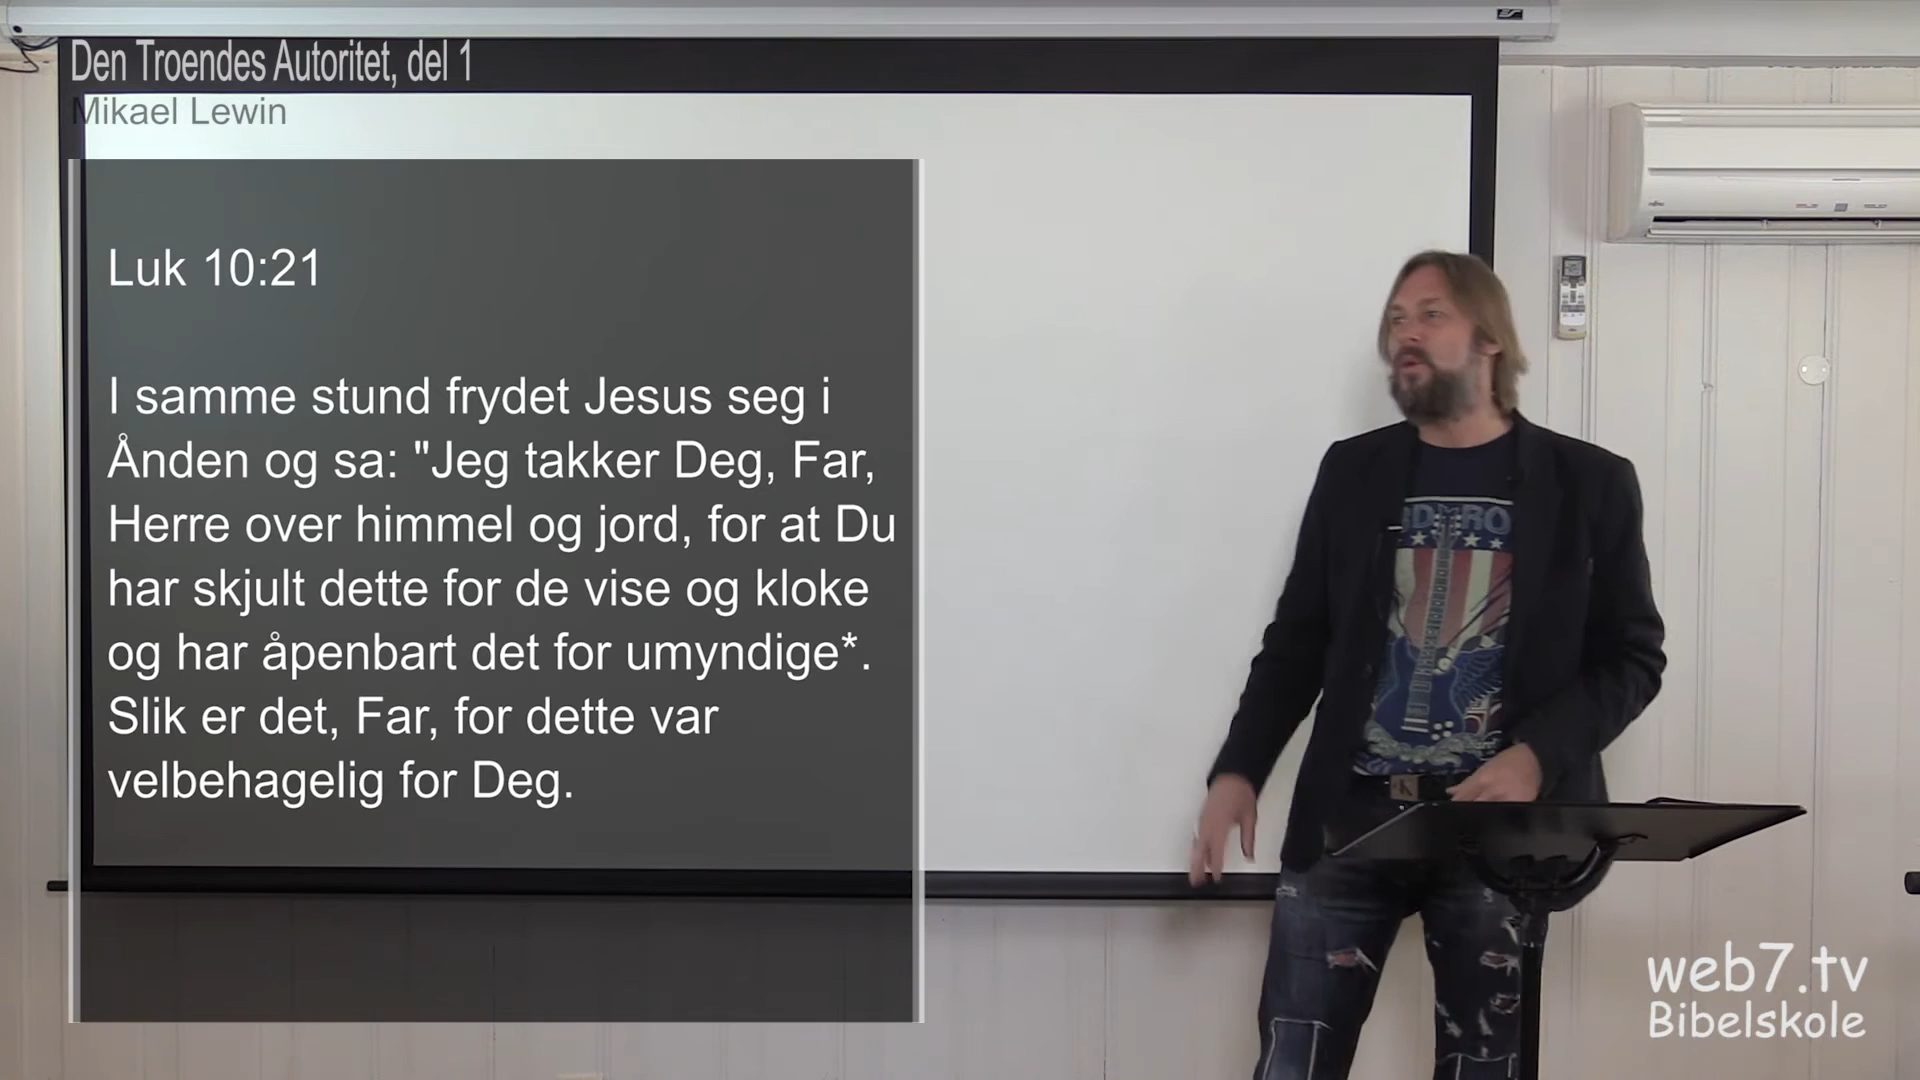 Den Troendes Autoritet, del 1
Mikael Lewin
Luk 10:21
I samme stund frydet Jesus seg i
Ånden og sa: "Jeg takker Deg, Far,
Herre over himmel og jord, for at Du
har skjult dette for de vise og kloke
og har åpenbart det for umyndige*.
Slik er det, Far, for dette var
velbehagelig for Deg.
web7.tv
Bibelskole